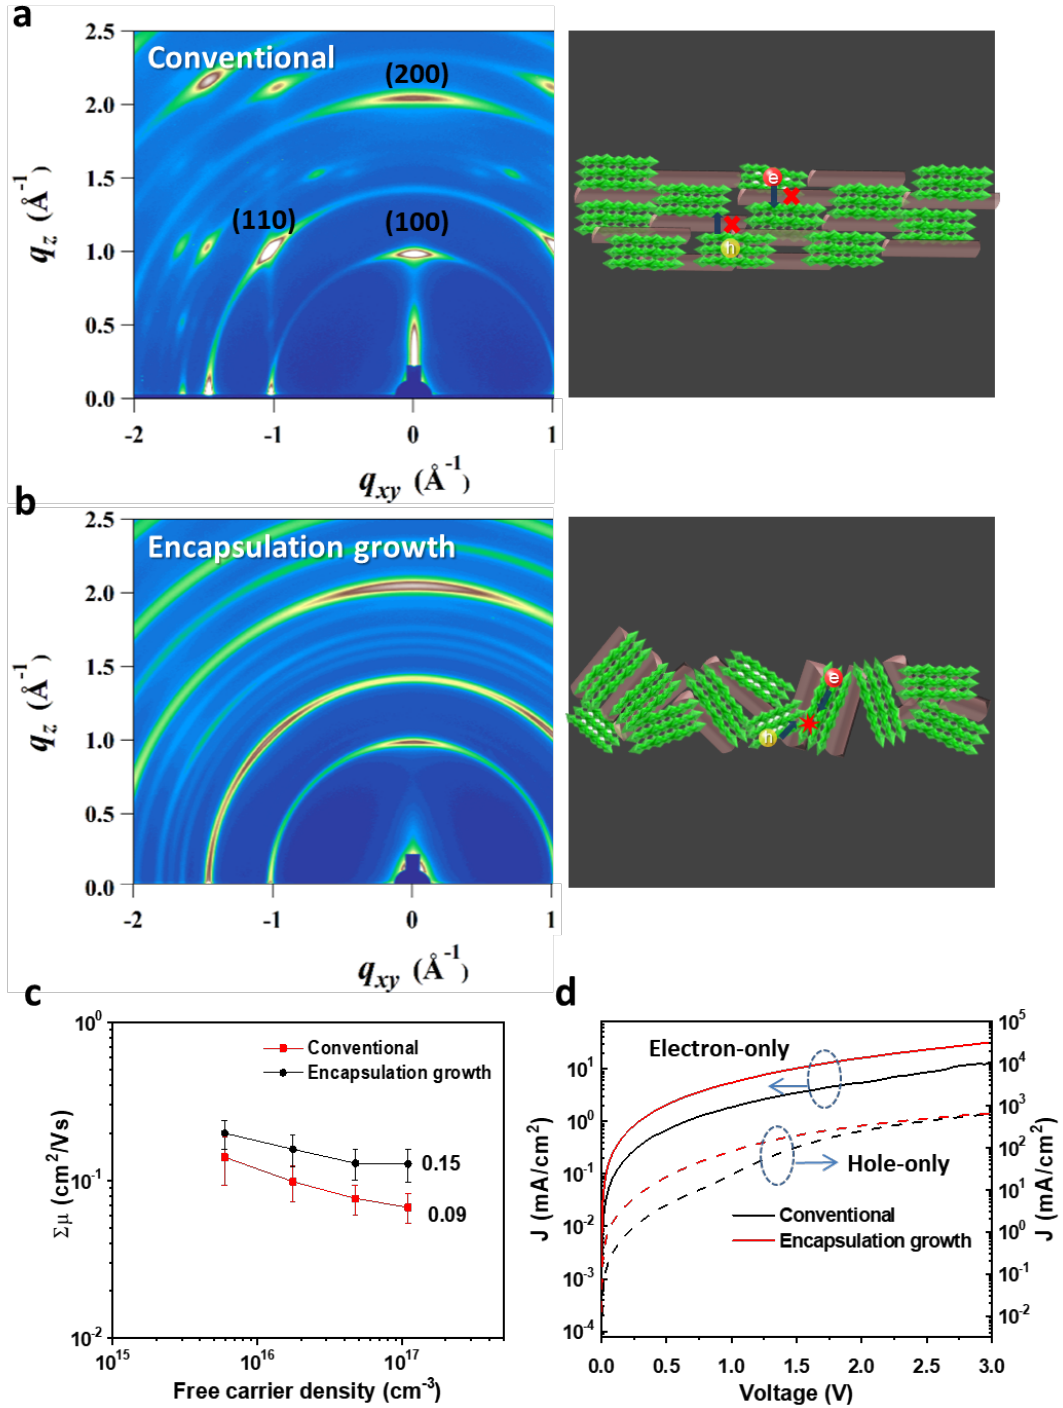 a
Conventional
(200)
(110)
(100)
2.5
2.0
1.5
1.0
0.5
0.0
q_z (Å⁻¹)
-2
-1
0
1
q_xy (Å⁻¹)
e
h
b
Encapsulation growth
2.5
2.0
1.5
1.0
0.5
0.0
q_z (Å⁻¹)
-2
-1
0
1
q_xy (Å⁻¹)
e
h
c
10⁰
10⁻¹
10⁻²
Σμ (cm²/Vs)
Conventional
Encapsulation growth
0.15
0.09
10¹⁵
10¹⁶
10¹⁷
Free carrier density (cm⁻³)
d
10¹
10⁰
10⁻¹
10⁻²
10⁻³
10⁻⁴
J (mA/cm²)
Electron-only
Hole-only
Conventional
Encapsulation growth
10⁵
10⁴
10³
10²
10¹
10⁰
10⁻¹
10⁻²
J (mA/cm²)
0.0
0.5
1.0
1.5
2.0
2.5
3.0
Voltage (V)